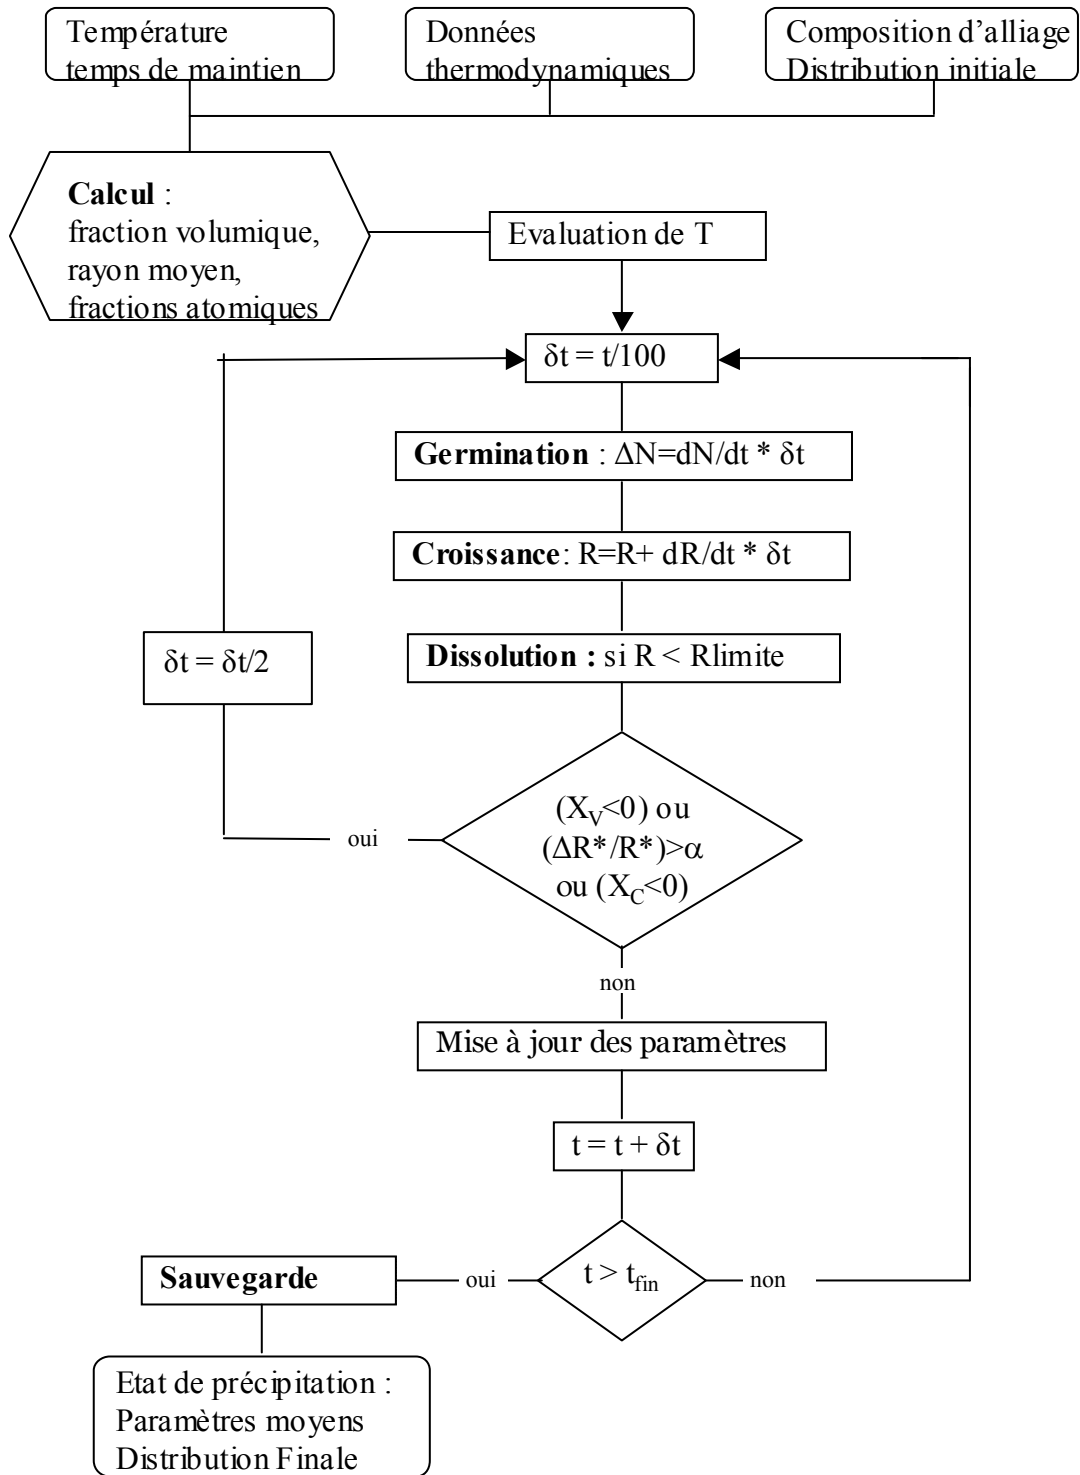 Température
temps de maintien
Données
thermodynamiques
Composition d'alliage
Distribution initiale
Calcul :
fraction volumique,
rayon moyen,
fractions atomiques
Evaluation de T
δt = t/100
Germination : ΔN=dN/dt * δt
Croissance: R=R+ dR/dt * δt
δt = δt/2
Dissolution : si R < Rlimite
(X_V<0) ou
(ΔR*/R*)>α
ou (X_C<0)
oui
non
Mise à jour des paramètres
t = t + δt
Sauvegarde
oui
t > t_fin
non
Etat de précipitation :
Paramètres moyens
Distribution Finale